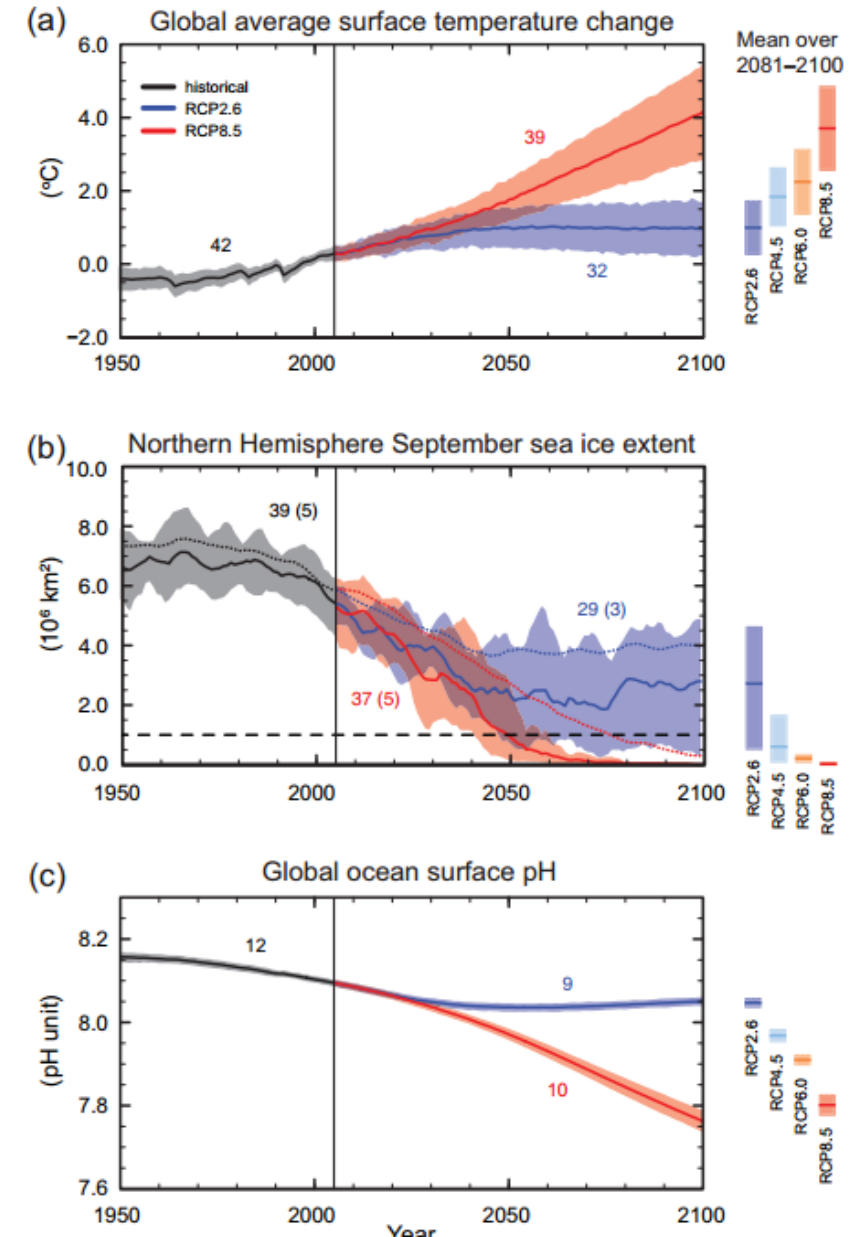 (a) Global average surface temperature change
Mean over
2081–2100
6.0
4.0
2.0
0.0
−2.0
(ºC)
historical
RCP2.6
RCP8.5
42
39
32
1950 2000 2050 2100
RCP2.6
RCP4.5
RCP6.0
RCP8.5
(b) Northern Hemisphere September sea ice extent
10.0
8.0
6.0
4.0
2.0
0.0
(10⁶ km²)
39 (5)
29 (3)
37 (5)
1950 2000 2050 2100
RCP2.6
RCP4.5
RCP6.0
RCP8.5
(c) Global ocean surface pH
8.2
8.0
7.8
7.6
(pH unit)
12
9
10
1950 2000 2050 2100
Year
RCP2.6
RCP4.5
RCP6.0
RCP8.5